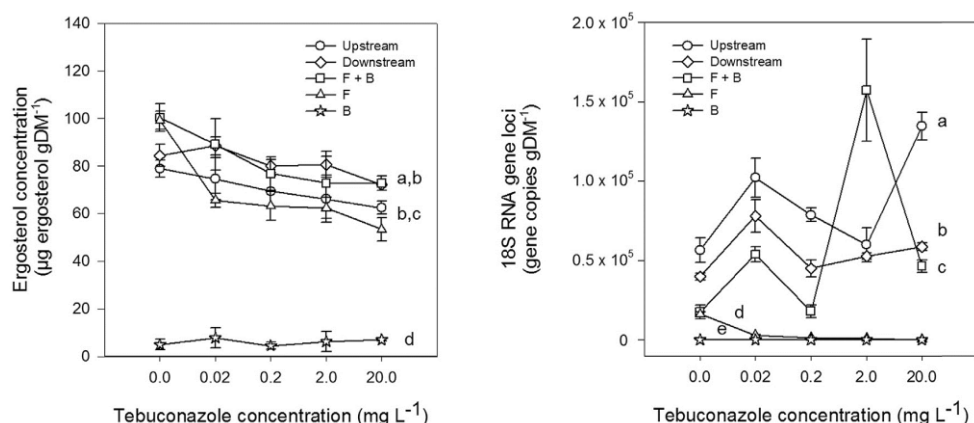 140
120
100
80
60
40
20
0
Ergosterol concentration
(µg ergosterol gDM⁻¹)
Upstream
Downstream
F + B
F
B
a,b
b,c
d
0.0 0.02 0.2 2.0 20.0
Tebuconazole concentration (mg L⁻¹)
2.0 x 10⁵
1.5 x 10⁵
1.0 x 10⁵
0.5 x 10⁵
0
18S RNA gene loci
(gene copies gDM⁻¹)
Upstream
Downstream
F + B
F
B
a
b
c
d
e
0.0 0.02 0.2 2.0 20.0
Tebuconazole concentration (mg L⁻¹)